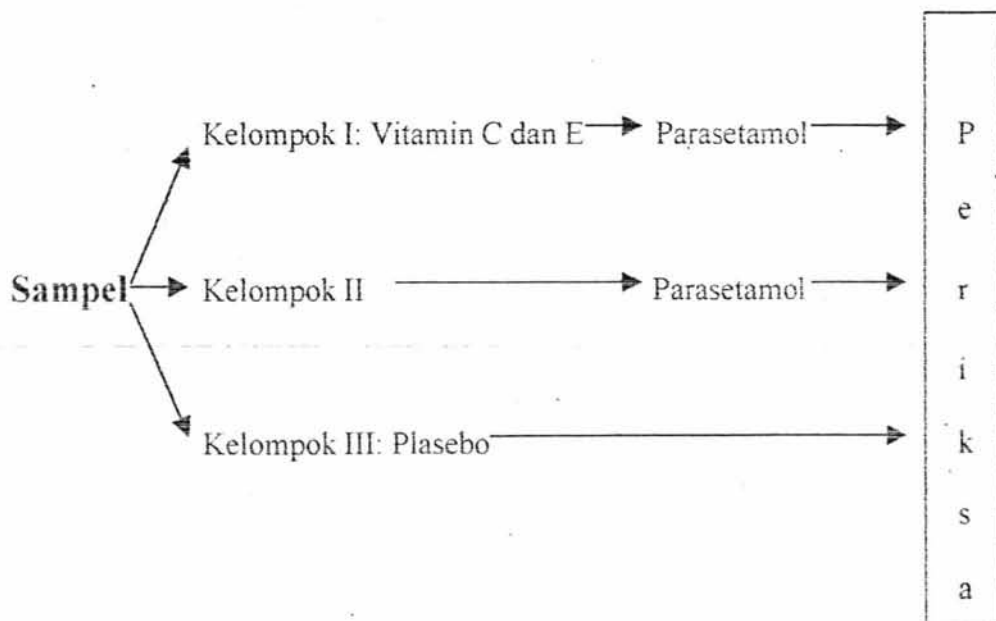 Kelompok I: Vitamin C dan E Parasetamol
Sampel Kelompok II Parasetamol
Kelompok III: Plasebo
P
e
r
i
k
s
a